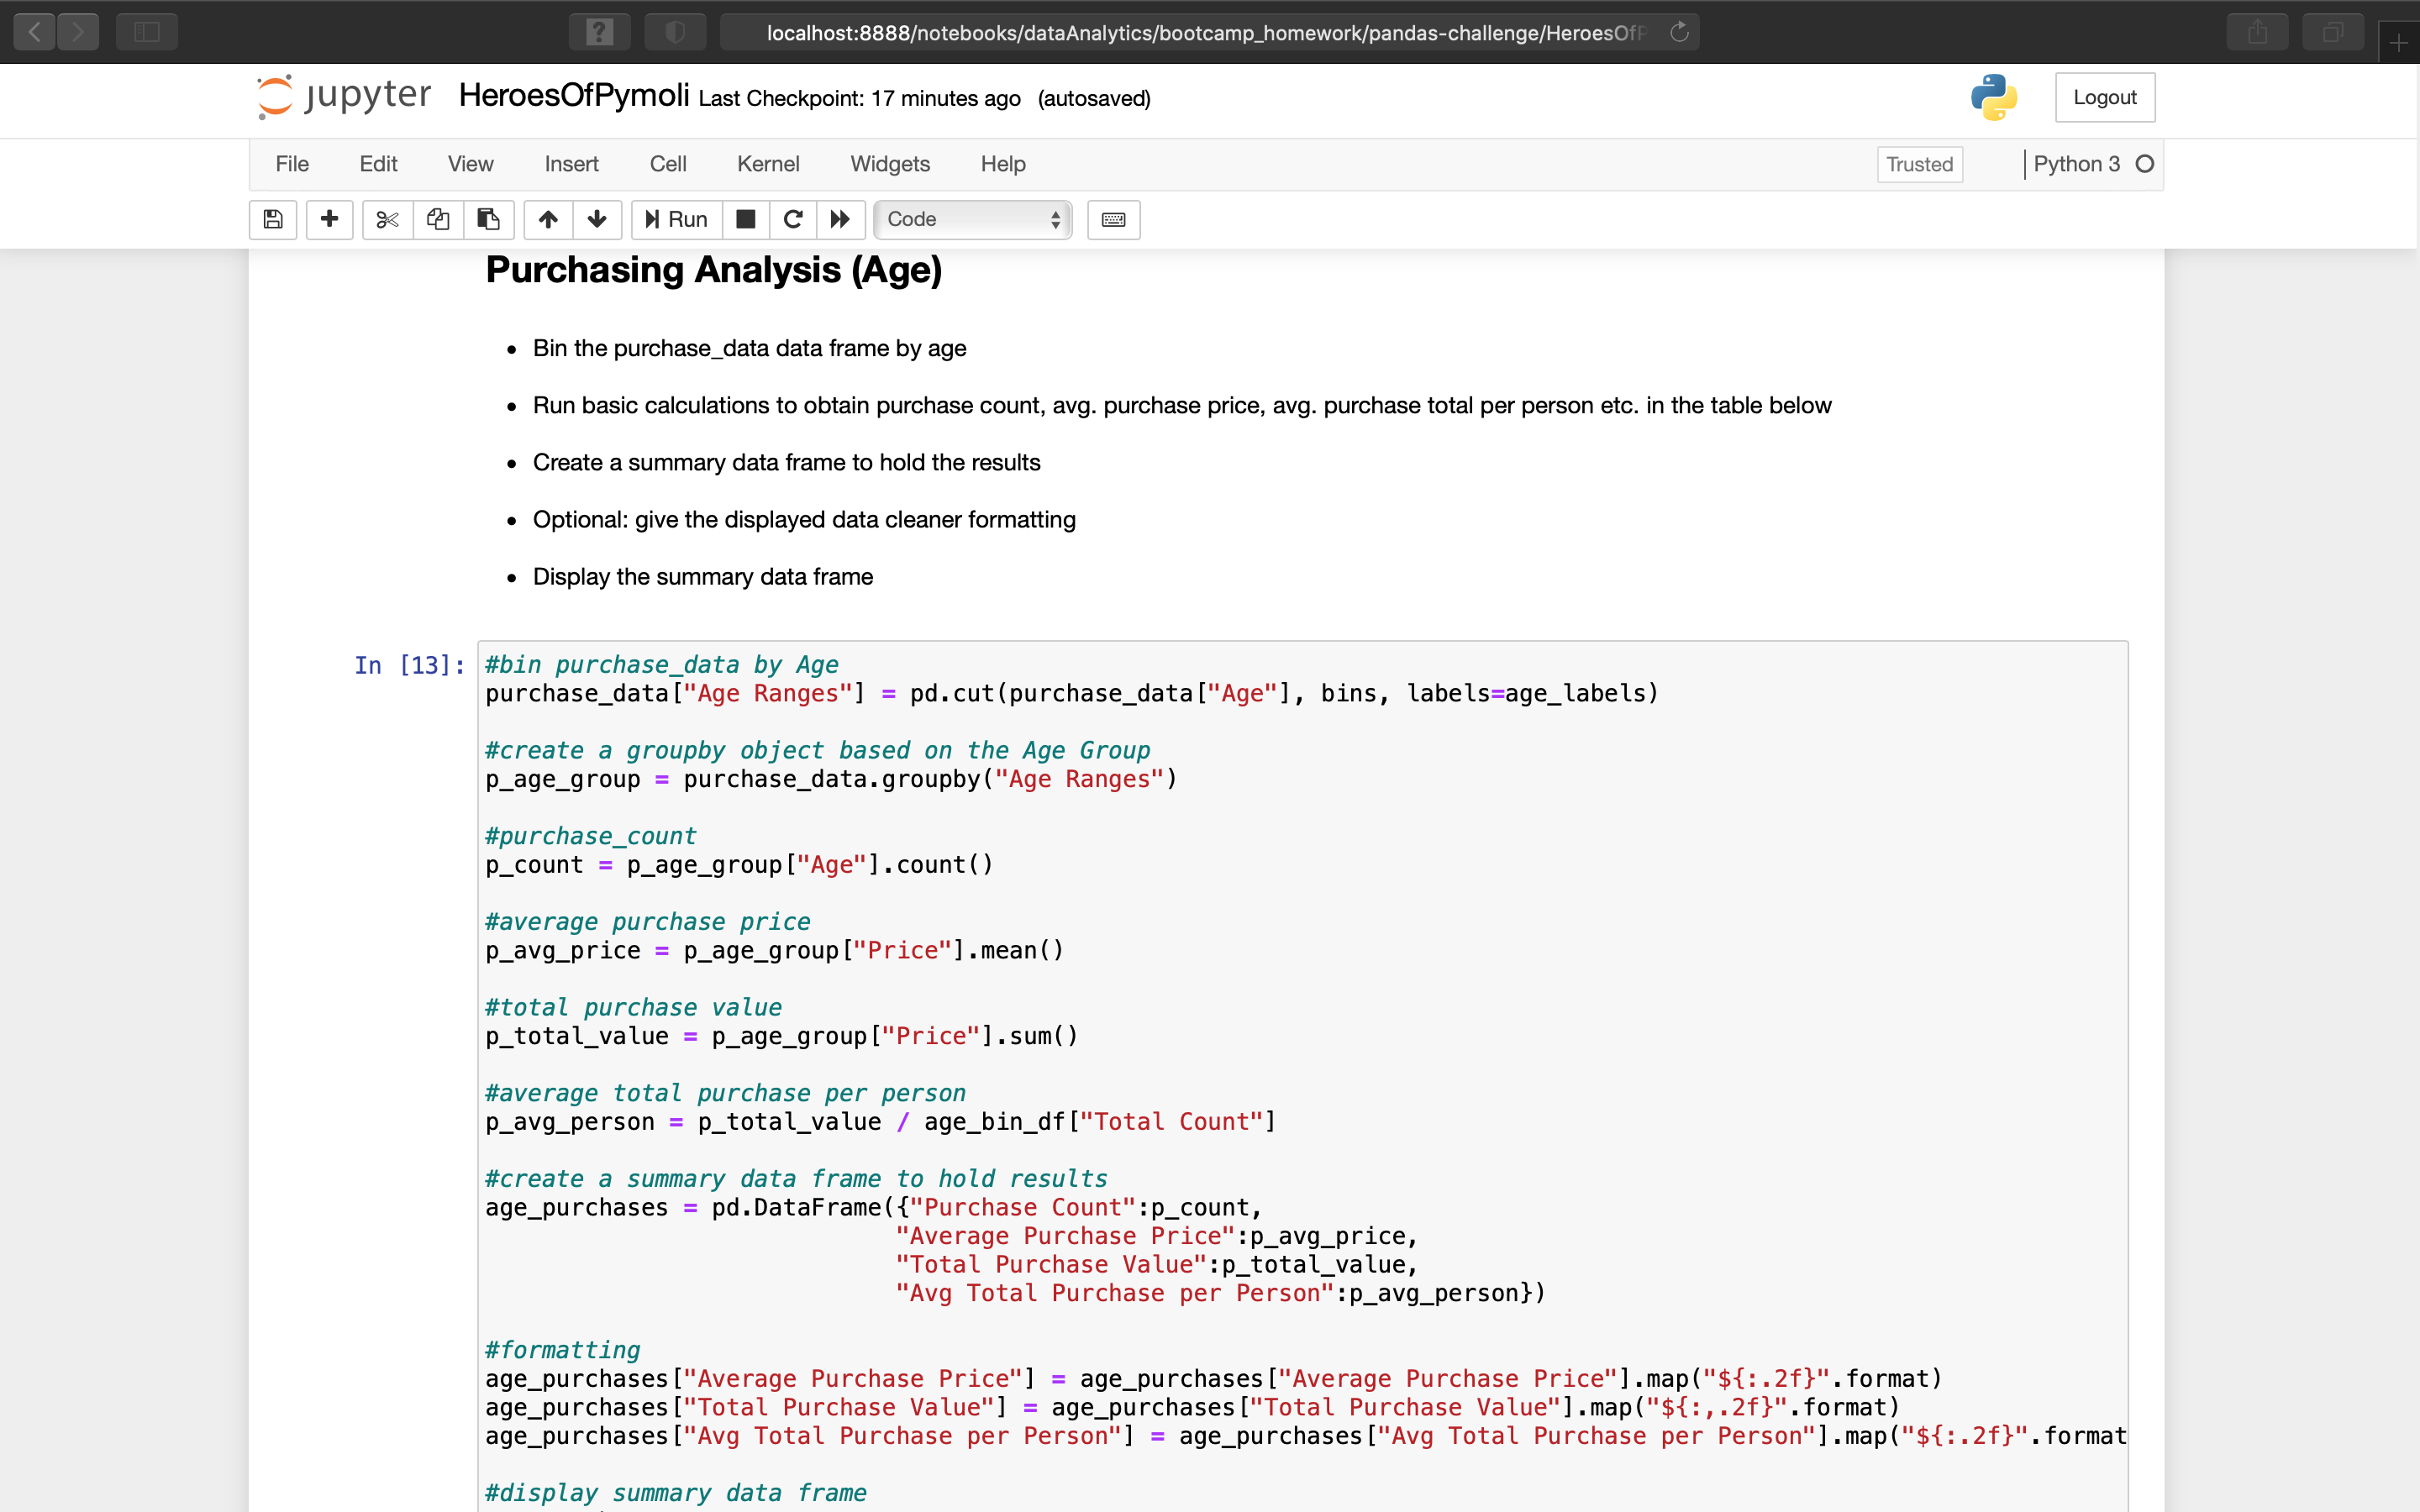 localhost:8888/notebooks/dataAnalytics/bootcamp_homework/pandas-challenge/HeroesOfP
jupyter HeroesOfPymoli Last Checkpoint: 17 minutes ago (autosaved)
Logout
File Edit View Insert Cell Kernel Widgets Help
Trusted
Python 3
Run
Code
Purchasing Analysis (Age)
Bin the purchase_data data frame by age
Run basic calculations to obtain purchase count, avg. purchase price, avg. purchase total per person etc. in the table below
Create a summary data frame to hold the results
Optional: give the displayed data cleaner formatting
Display the summary data frame
In [13]:
#bin purchase_data by Age
purchase_data["Age Ranges"] = pd.cut(purchase_data["Age"], bins, labels=age_labels)
#create a groupby object based on the Age Group
p_age_group = purchase_data.groupby("Age Ranges")
#purchase_count
p_count = p_age_group["Age"].count()
#average purchase price
p_avg_price = p_age_group["Price"].mean()
#total purchase value
p_total_value = p_age_group["Price"].sum()
#average total purchase per person
p_avg_person = p_total_value / age_bin_df["Total Count"]
#create a summary data frame to hold results
age_purchases = pd.DataFrame({"Purchase Count":p_count,
"Average Purchase Price":p_avg_price,
"Total Purchase Value":p_total_value,
"Avg Total Purchase per Person":p_avg_person})
#formatting
age_purchases["Average Purchase Price"] = age_purchases["Average Purchase Price"].map("${:.2f}".format)
age_purchases["Total Purchase Value"] = age_purchases["Total Purchase Value"].map("${:,.2f}".format)
age_purchases["Avg Total Purchase per Person"] = age_purchases["Avg Total Purchase per Person"].map("${:.2f}".format
#display summary data frame